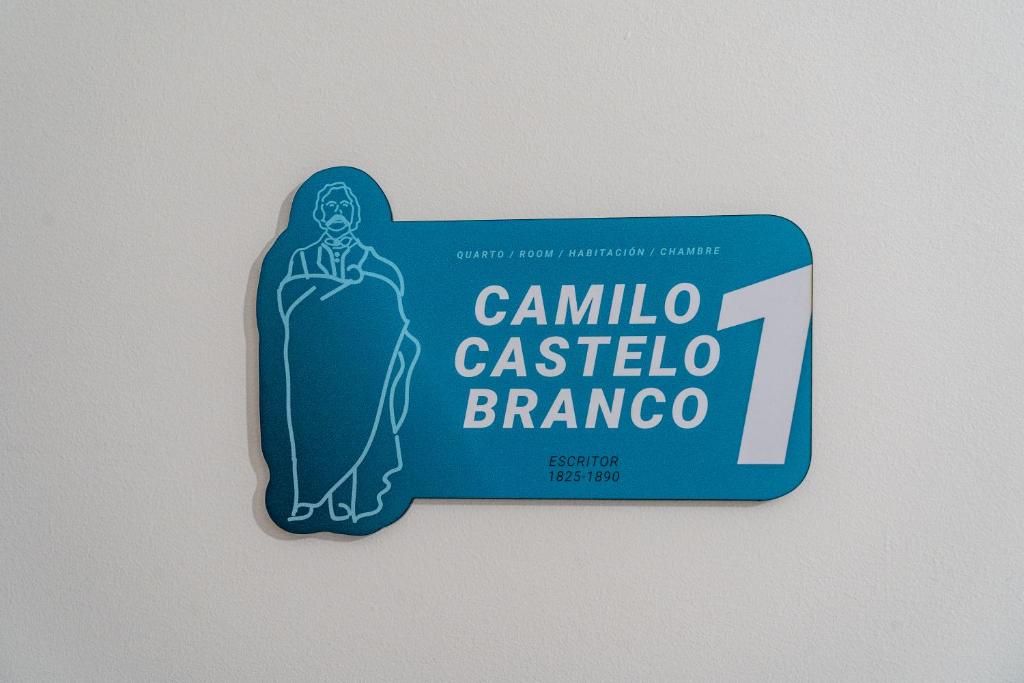 QUARTO / ROOM / HABITACIÓN / CHAMBRE
CAMILO
CASTELO
BRANCO
1
ESCRITOR
1825-1890